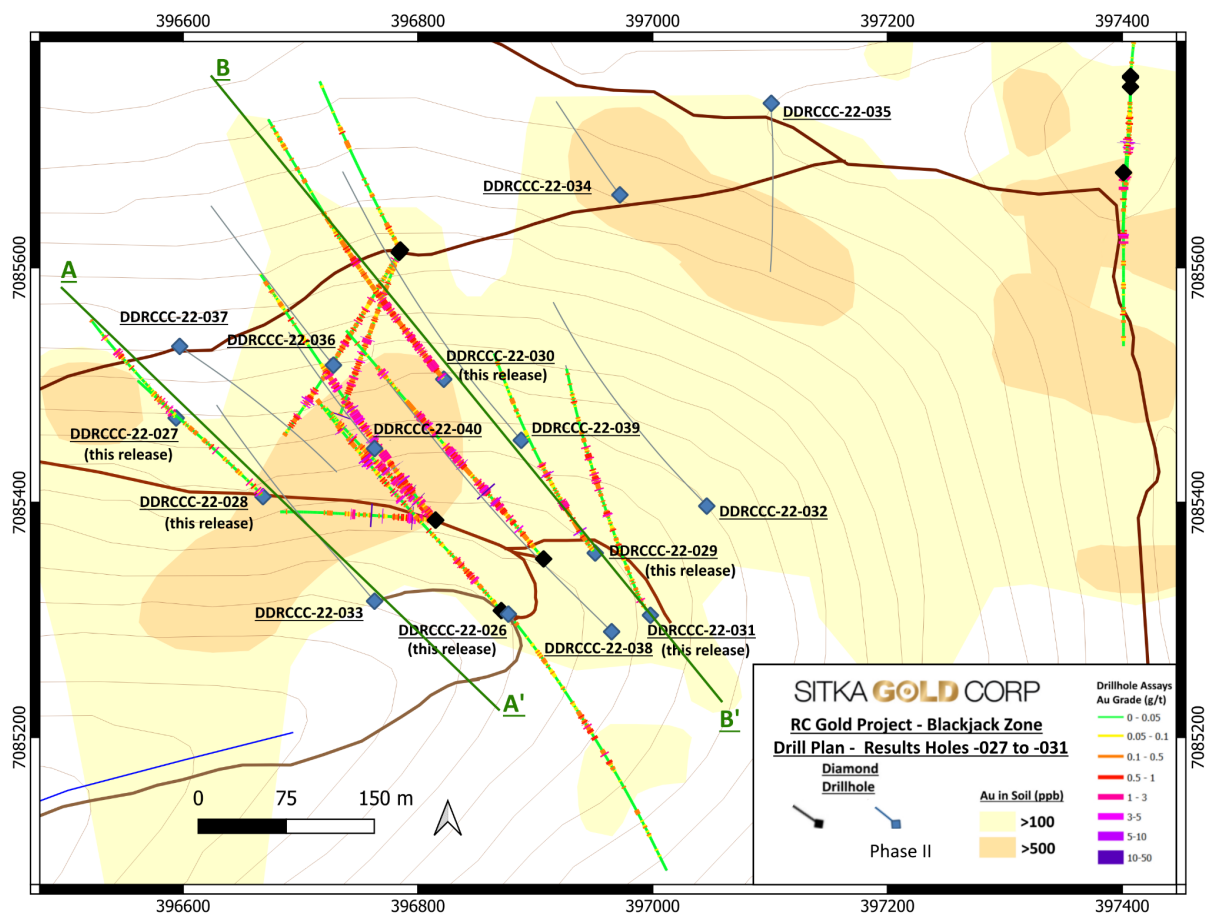 396600 396800 397000 397200 397400
B
DDRCCC-22-035
DDRCCC-22-034
7085600
7085600
A
DDRCCC-22-037
DDRCCC-22-036
DDRCCC-22-030
(this release)
DDRCCC-22-027
(this release)
DDRCCC-22-040
DDRCCC-22-039
7085400
7085400
DDRCCC-22-028
(this release)
DDRCCC-22-032
DDRCCC-22-029
(this release)
DDRCCC-22-033
DDRCCC-22-026
(this release)
DDRCCC-22-038
DDRCCC-22-031
(this release)
A'
B'
7085200
7085200
0 75 150 m
SITKA GOLD CORP
RC Gold Project - Blackjack Zone
Drill Plan - Results Holes -027 to -031
Diamond
Drillhole
Phase II
Au in Soil (ppb)
>100
>500
Drillhole Assays
Au Grade (g/t)
0 - 0.05
0.05 - 0.1
0.1 - 0.5
0.5 - 1
1 - 3
3-5
5-10
10-50
396600 396800 397000 397200 397400